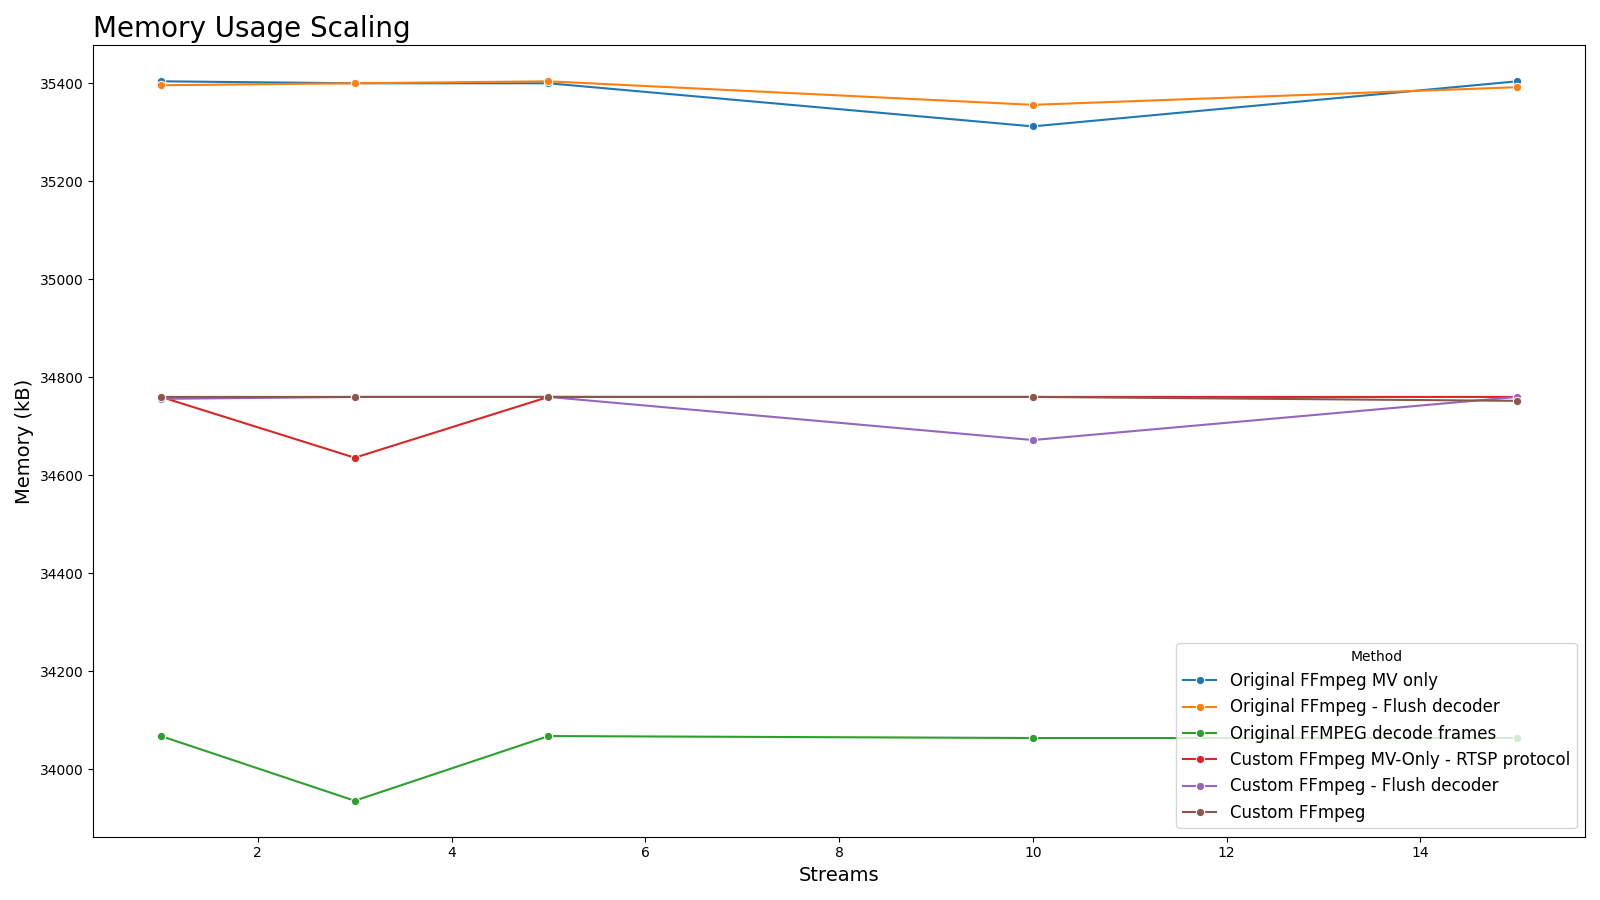 Memory Usage Scaling
Memory (kB)
35400
35200
35000
34800
34600
34400
34200
34000
Method
Original FFmpeg MV only
Original FFmpeg - Flush decoder
Original FFMPEG decode frames
Custom FFmpeg MV-Only - RTSP protocol
Custom FFmpeg - Flush decoder
Custom FFmpeg
2 4 6 8 10 12 14
Streams